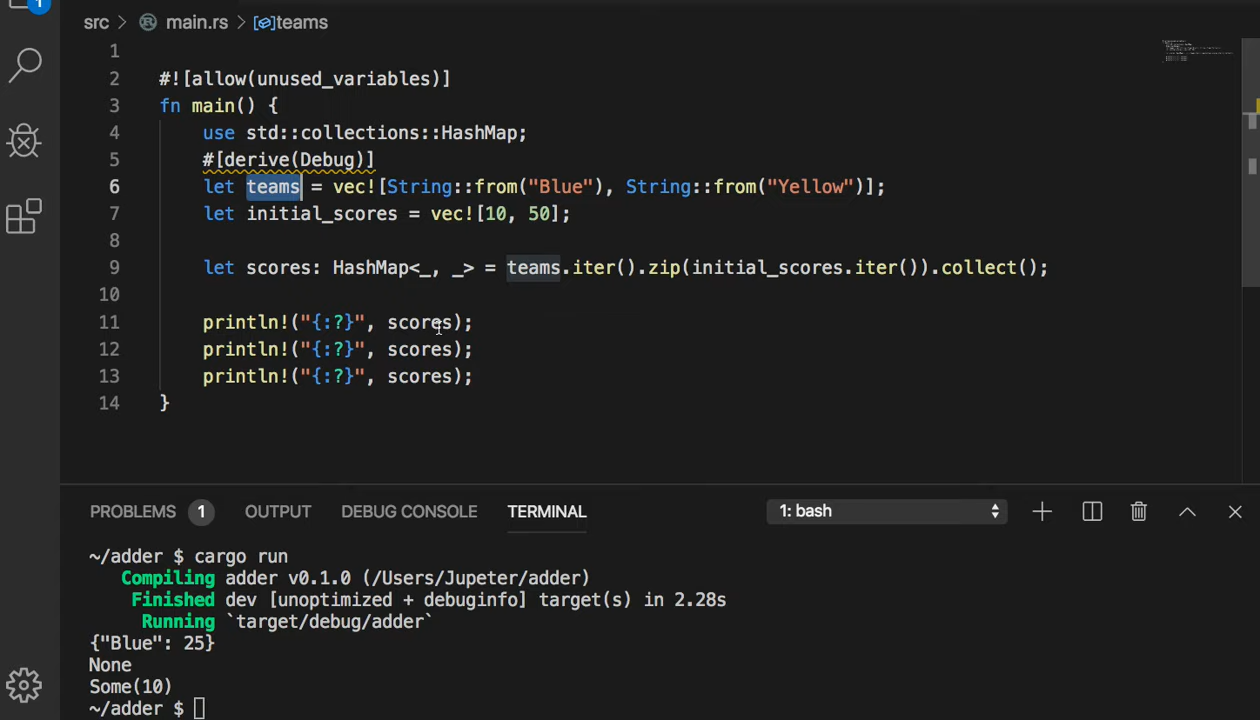 1
src > main.rs > teams
1
2 #![allow(unused_variables)]
3 fn main() {
4 use std::collections::HashMap;
5 #[derive(Debug)]
6 let teams = vec![String::from("Blue"), String::from("Yellow")];
7 let initial_scores = vec![10, 50];
8
9 let scores: HashMap<_, _> = teams.iter().zip(initial_scores.iter()).collect();
10
11 println!("{:?}", scores);
12 println!("{:?}", scores);
13 println!("{:?}", scores);
14 }
PROBLEMS 1 OUTPUT DEBUG CONSOLE TERMINAL 1: bash
~/adder $ cargo run
Compiling adder v0.1.0 (/Users/Jupeter/adder)
Finished dev [unoptimized + debuginfo] target(s) in 2.28s
Running `target/debug/adder`
{"Blue": 25}
None
Some(10)
~/adder $